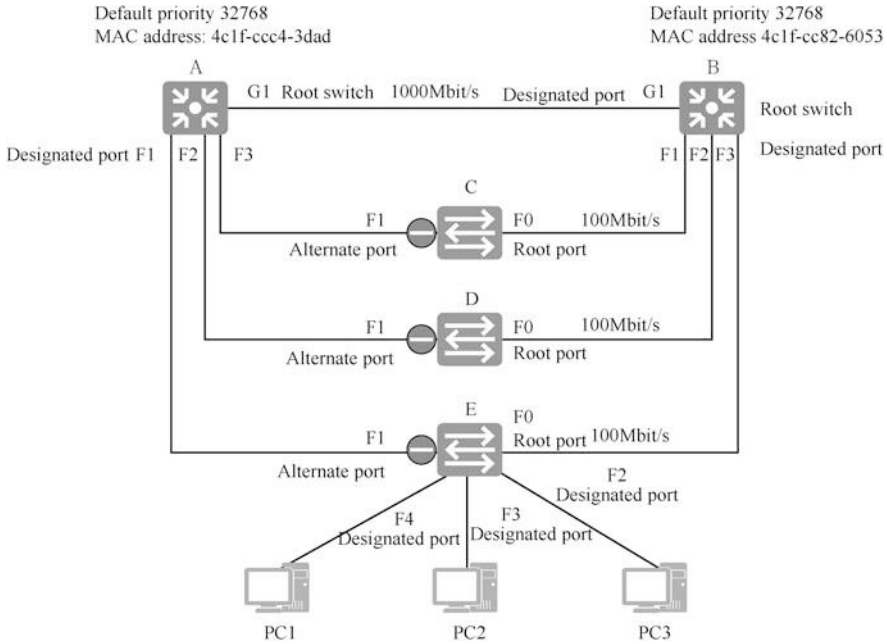 Default priority 32768
MAC address: 4c1f-ccc4-3dad
Default priority 32768
MAC address 4c1f-cc82-6053
A
B
G1 Root switch 1000Mbit/s Designated port G1
Root switch
Designated port F1 F2 F3
F1 F2 F3 Designated port
C
F1
F0 100Mbit/s
Alternate port
Root port
D
F1
F0 100Mbit/s
Alternate port
Root port
E
F1
F0
Root port 100Mbit/s
Alternate port
F2
Designated port
F4
Designated port
F3
Designated port
PC1
PC2
PC3